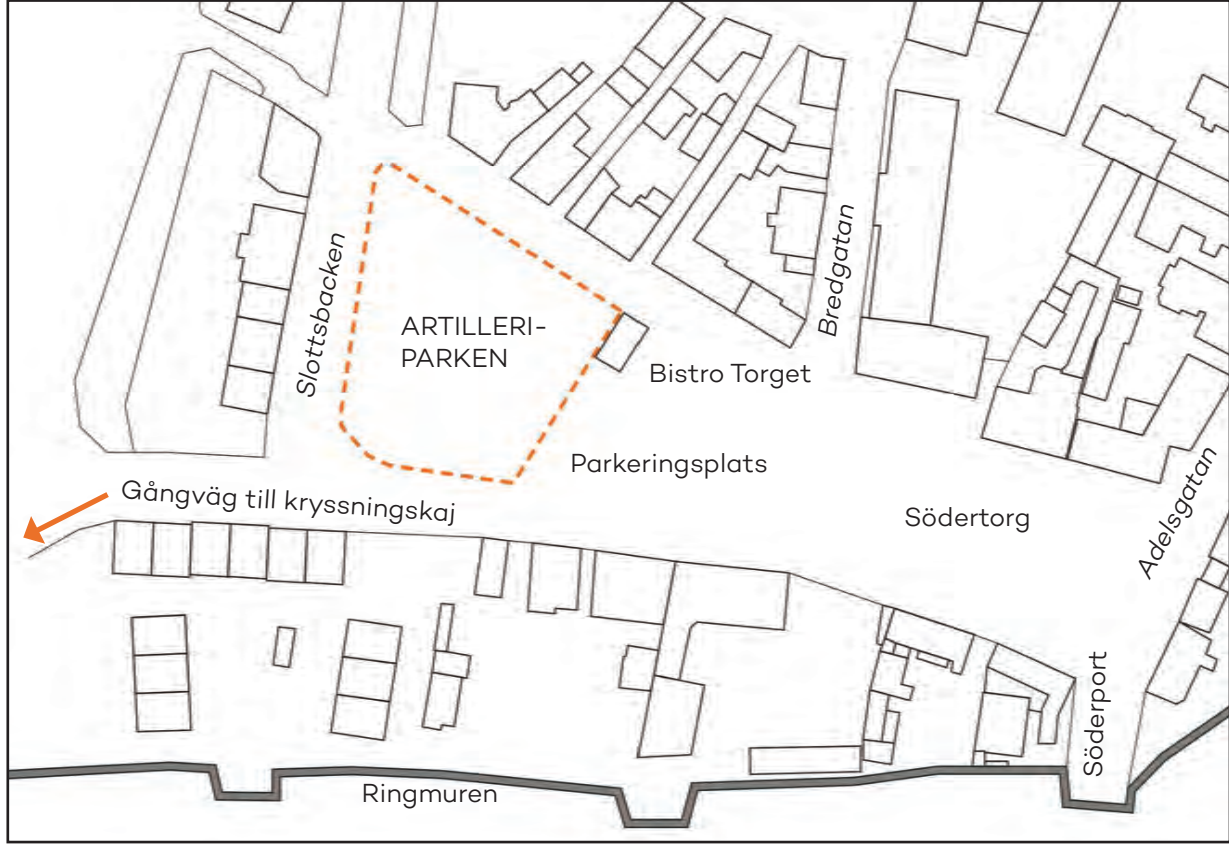 Bredgatan
Slottsbacken
ARTILLERI-
PARKEN
Bistro Torget
Parkeringsplats
Gångväg till kryssningskaj
Södertorg
Adelsgatan
Söderport
Ringmuren